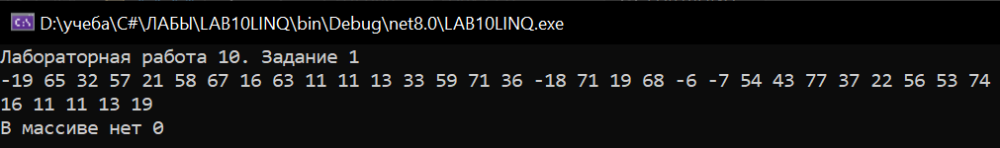 D:\учеба\C#\ЛАБЫ\LAB10LINQ\bin\Debug\net8.0\LAB10LINQ.exe
Лабораторная работа 10. Задание 1
-19 65 32 57 21 58 67 16 63 11 11 13 33 59 71 36 -18 71 19 68 -6 -7 54 43 77 37 22 56 53 74
16 11 11 13 19
В массиве нет 0